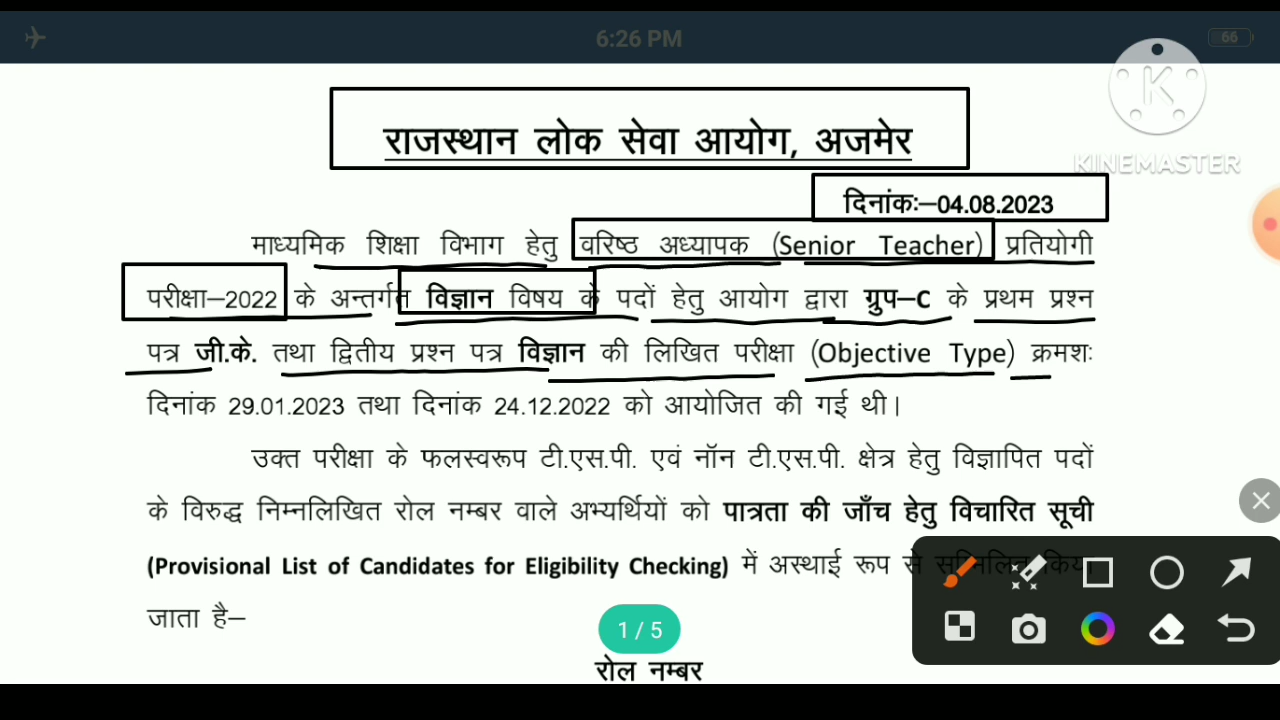 6:26 PM
66
K
KINEMASTER
राजस्थान लोक सेवा आयोग, अजमेर
दिनांकः–04.08.2023
माध्यमिक शिक्षा विभाग हेतु वरिष्ठ अध्यापक (Senior Teacher) प्रतियोगी
परीक्षा–2022 के अन्तर्गत विज्ञान विषय के पदों हेतु आयोग द्वारा ग्रुप–C के प्रथम प्रश्न
पत्र जी.के. तथा द्वितीय प्रश्न पत्र विज्ञान की लिखित परीक्षा (Objective Type) क्रमशः
दिनांक 29.01.2023 तथा दिनांक 24.12.2022 को आयोजित की गई थी।
उक्त परीक्षा के फलस्वरूप टी.एस.पी. एवं नॉन टी.एस.पी. क्षेत्र हेतु विज्ञापित पदों
के विरुद्ध निम्नलिखित रोल नम्बर वाले अभ्यर्थियों को पात्रता की जाँच हेतु विचारित सूची
(Provisional List of Candidates for Eligibility Checking) में अस्थाई रूप से सम्मिलित किया
जाता है–
1 / 5
रोल नम्बर